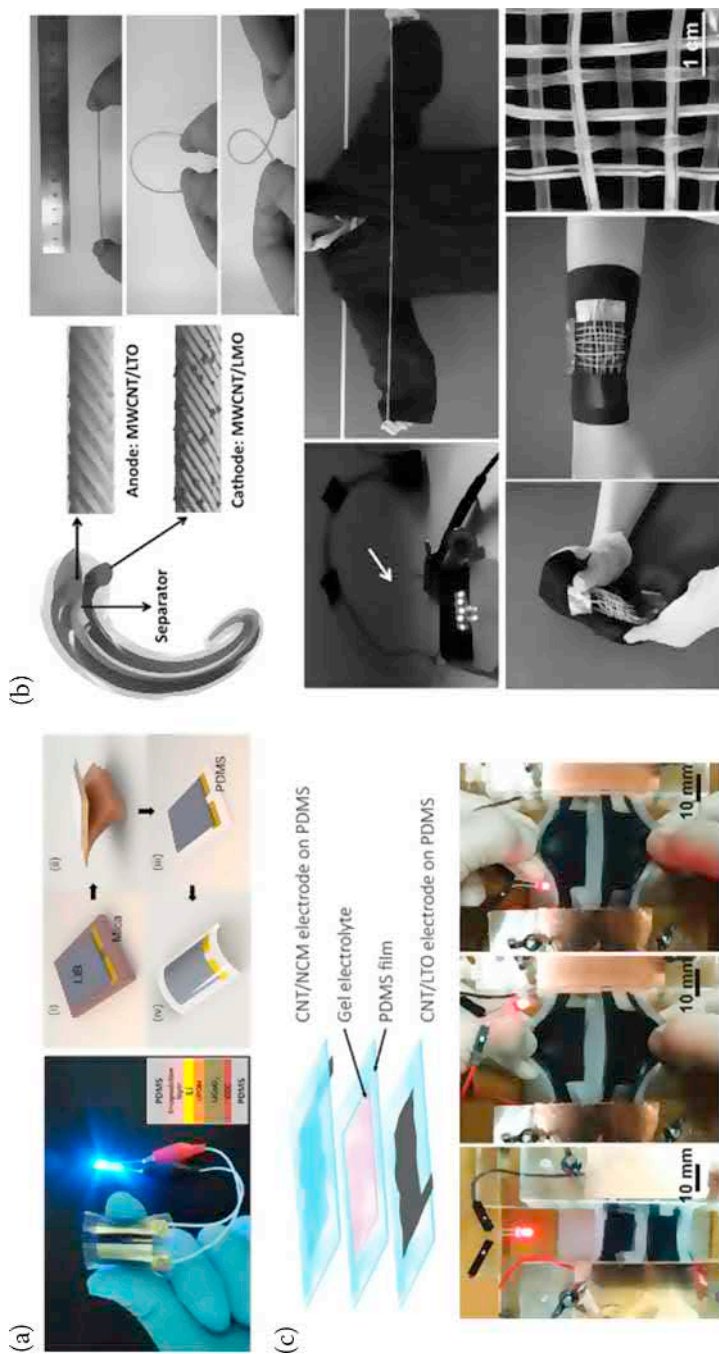 (a)
PDMS
Encapsulation
layer
Li
LiPON
LiCoO₂
CCC
PDMS
(i)
LiB
Mica
(ii)
(iii)
PDMS
(iv)
(b)
Separator
Anode: MWCNT/LTO
Cathode: MWCNT/LMO
1 cm
(c)
CNT/NCM electrode on PDMS
Gel electrolyte
PDMS film
CNT/LTO electrode on PDMS
10 mm
10 mm
10 mm